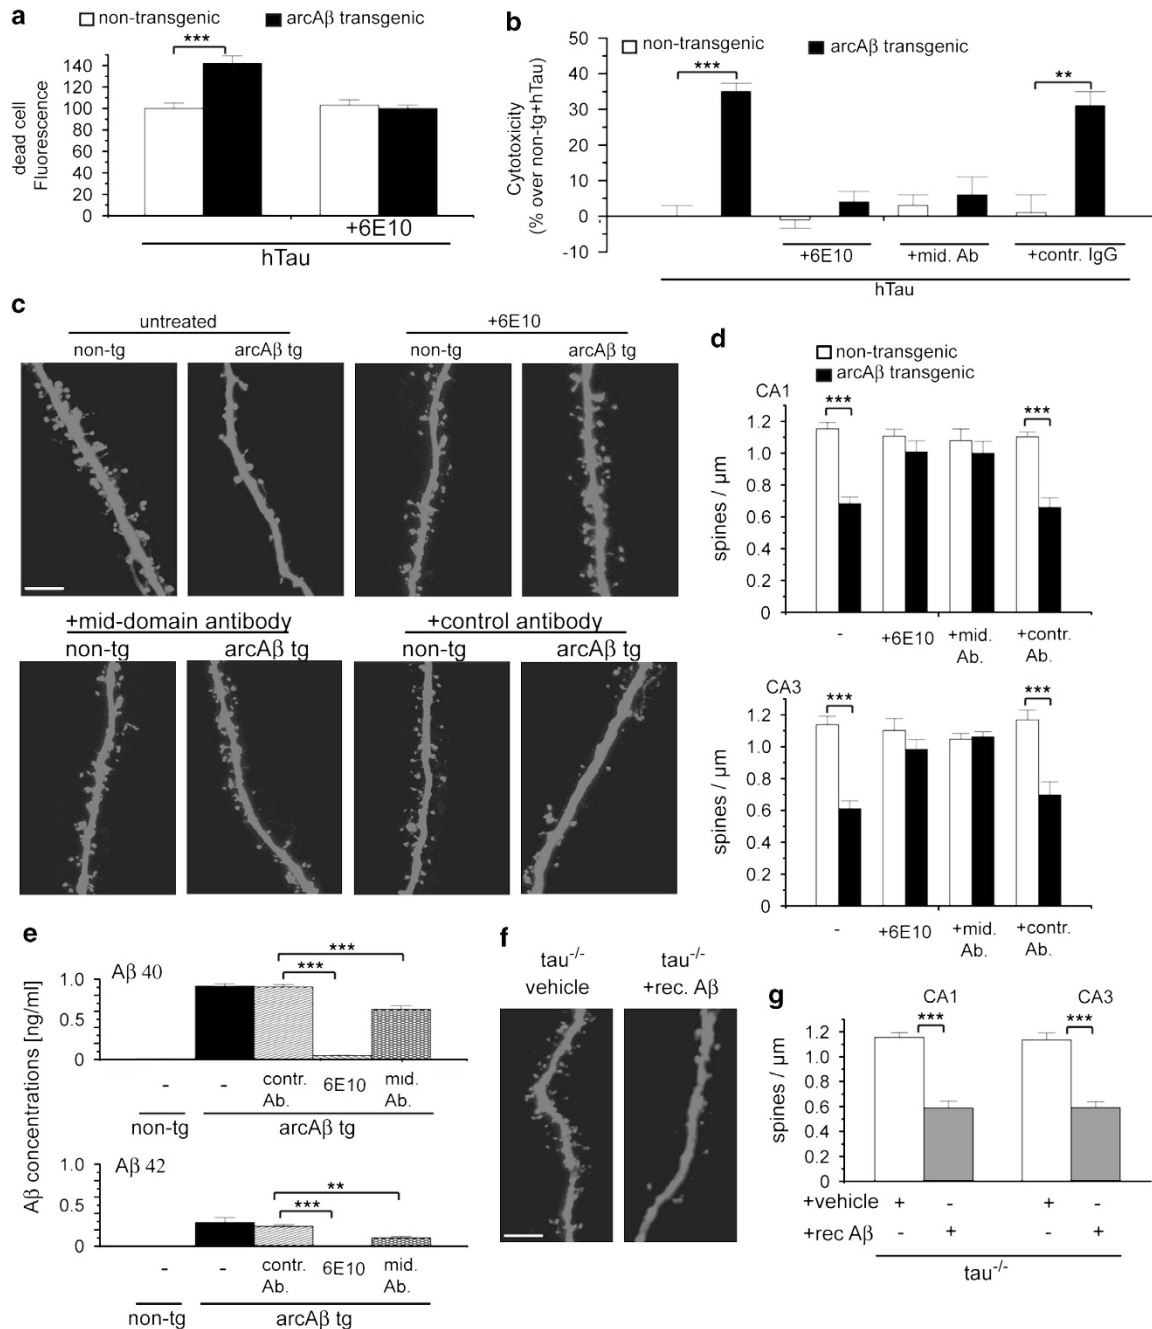 a
non-transgenic
arcAβ transgenic
***
dead cell
Fluorescence
140
120
100
80
60
40
20
0
+6E10
hTau
b
non-transgenic
arcAβ transgenic
***
**
Cytotoxicity
(% over non-tg+hTau)
50
40
30
20
10
0
-10
+6E10
+mid. Ab
+contr. IgG
hTau
c
untreated
+6E10
non-tg
arcAβ tg
non-tg
arcAβ tg
+mid-domain antibody
+control antibody
non-tg
arcAβ tg
non-tg
arcAβ tg
d
non-transgenic
arcAβ transgenic
CA1
***
***
spines / µm
1.2
1.0
0.8
0.6
0.4
0.2
0
-
+6E10
+mid.
Ab.
+contr.
Ab.
CA3
***
***
spines / µm
1.2
1.0
0.8
0.6
0.4
0.2
0
-
+6E10
+mid.
Ab.
+contr.
Ab.
e
Aβ concentrations [ng/ml]
Aβ 40
***
***
1.0
0.5
0
-
-
contr.
Ab.
6E10
mid.
Ab.
non-tg
arcAβ tg
Aβ 42
**
***
1.0
0.5
0
-
-
contr.
Ab.
6E10
mid.
Ab.
non-tg
arcAβ tg
f
tau-/-
vehicle
tau-/-
+rec. Aβ
g
CA1
CA3
***
***
spines / µm
1.2
1.0
0.8
0.6
0.4
0.2
0
+vehicle + - + -
+rec Aβ - + - +
tau-/-